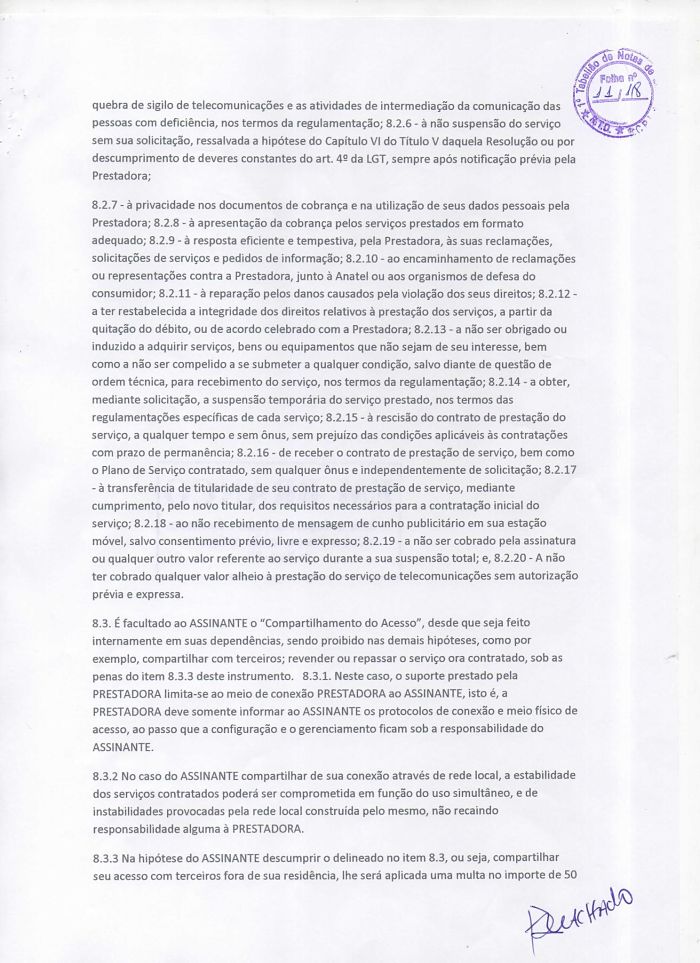 1º Tabelião de Notas de
Folha nº
11/18
R.T.D.
quebra de sigilo de telecomunicações e as atividades de intermediação da comunicação das
pessoas com deficiência, nos termos da regulamentação; 8.2.6 - à não suspensão do serviço
sem sua solicitação, ressalvada a hipótese do Capítulo VI do Título V daquela Resolução ou por
descumprimento de deveres constantes do art. 4º da LGT, sempre após notificação prévia pela
Prestadora;
8.2.7 - à privacidade nos documentos de cobrança e na utilização de seus dados pessoais pela
Prestadora; 8.2.8 - à apresentação da cobrança pelos serviços prestados em formato
adequado; 8.2.9 - à resposta eficiente e tempestiva, pela Prestadora, às suas reclamações,
solicitações de serviços e pedidos de informação; 8.2.10 - ao encaminhamento de reclamações
ou representações contra a Prestadora, junto à Anatel ou aos organismos de defesa do
consumidor; 8.2.11 - à reparação pelos danos causados pela violação dos seus direitos; 8.2.12 -
a ter restabelecida a integridade dos direitos relativos à prestação dos serviços, a partir da
quitação do débito, ou de acordo celebrado com a Prestadora; 8.2.13 - a não ser obrigado ou
induzido a adquirir serviços, bens ou equipamentos que não sejam de seu interesse, bem
como a não ser compelido a se submeter a qualquer condição, salvo diante de questão de
ordem técnica, para recebimento do serviço, nos termos da regulamentação; 8.2.14 - a obter,
mediante solicitação, a suspensão temporária do serviço prestado, nos termos das
regulamentações específicas de cada serviço; 8.2.15 - à rescisão do contrato de prestação do
serviço, a qualquer tempo e sem ônus, sem prejuízo das condições aplicáveis às contratações
com prazo de permanência; 8.2.16 - de receber o contrato de prestação de serviço, bem como
o Plano de Serviço contratado, sem qualquer ônus e independentemente de solicitação; 8.2.17
- à transferência de titularidade de seu contrato de prestação de serviço, mediante
cumprimento, pelo novo titular, dos requisitos necessários para a contratação inicial do
serviço; 8.2.18 - ao não recebimento de mensagem de cunho publicitário em sua estação
móvel, salvo consentimento prévio, livre e expresso; 8.2.19 - a não ser cobrado pela assinatura
ou qualquer outro valor referente ao serviço durante a sua suspensão total; e, 8.2.20 - A não
ter cobrado qualquer valor alheio à prestação do serviço de telecomunicações sem autorização
prévia e expressa.
8.3. É facultado ao ASSINANTE o “Compartilhamento do Acesso”, desde que seja feito
internamente em suas dependências, sendo proibido nas demais hipóteses, como por
exemplo, compartilhar com terceiros; revender ou repassar o serviço ora contratado, sob as
penas do item 8.3.3 deste instrumento. 8.3.1. Neste caso, o suporte prestado pela
PRESTADORA limita-se ao meio de conexão PRESTADORA ao ASSINANTE, isto é, a
PRESTADORA deve somente informar ao ASSINANTE os protocolos de conexão e meio físico de
acesso, ao passo que a configuração e o gerenciamento ficam sob a responsabilidade do
ASSINANTE.
8.3.2 No caso do ASSINANTE compartilhar de sua conexão através de rede local, a estabilidade
dos serviços contratados poderá ser comprometida em função do uso simultâneo, e de
instabilidades provocadas pela rede local construída pelo mesmo, não recaindo
responsabilidade alguma à PRESTADORA.
8.3.3 Na hipótese do ASSINANTE descumprir o delineado no item 8.3, ou seja, compartilhar
seu acesso com terceiros fora de sua residência, lhe será aplicada uma multa no importe de 50